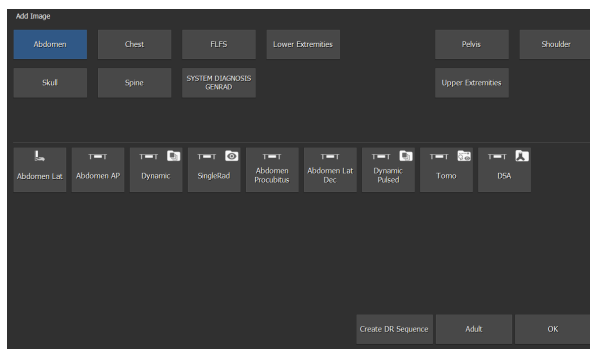 Add Image
Abdomen Chest FLFS Lower Extremities Pelvis Shoulder
Skull Spine SYSTEM DIAGNOSIS GENRAD Upper Extremities
Abdomen Lat Abdomen AP Dynamic SingleRad Abdomen Procubitus Abdomen Lat Dec Dynamic Pulsed Tomo DSA
Create DR Sequence Adult OK